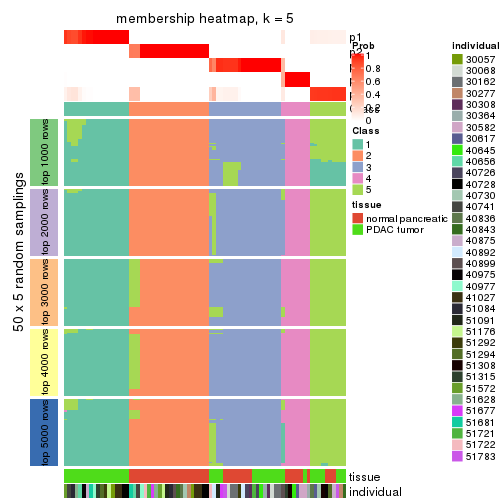 membership heatmap, k = 5
p1
Prob
1
0.8
0.6
0.4
0.2
0
Class
1
2
3
4
5
tissue
normal pancreatic
PDAC tumor
50 x 5 random samplings
top 1000 rows
top 2000 rows
top 3000 rows
top 4000 rows
top 5000 rows
tissue
individual
individual
30057
30068
30162
30277
30308
30364
30582
30617
40645
40656
40726
40728
40730
40741
40836
40843
40875
40892
40899
40975
40977
41027
51084
51091
51176
51292
51294
51308
51315
51572
51628
51677
51681
51721
51722
51783